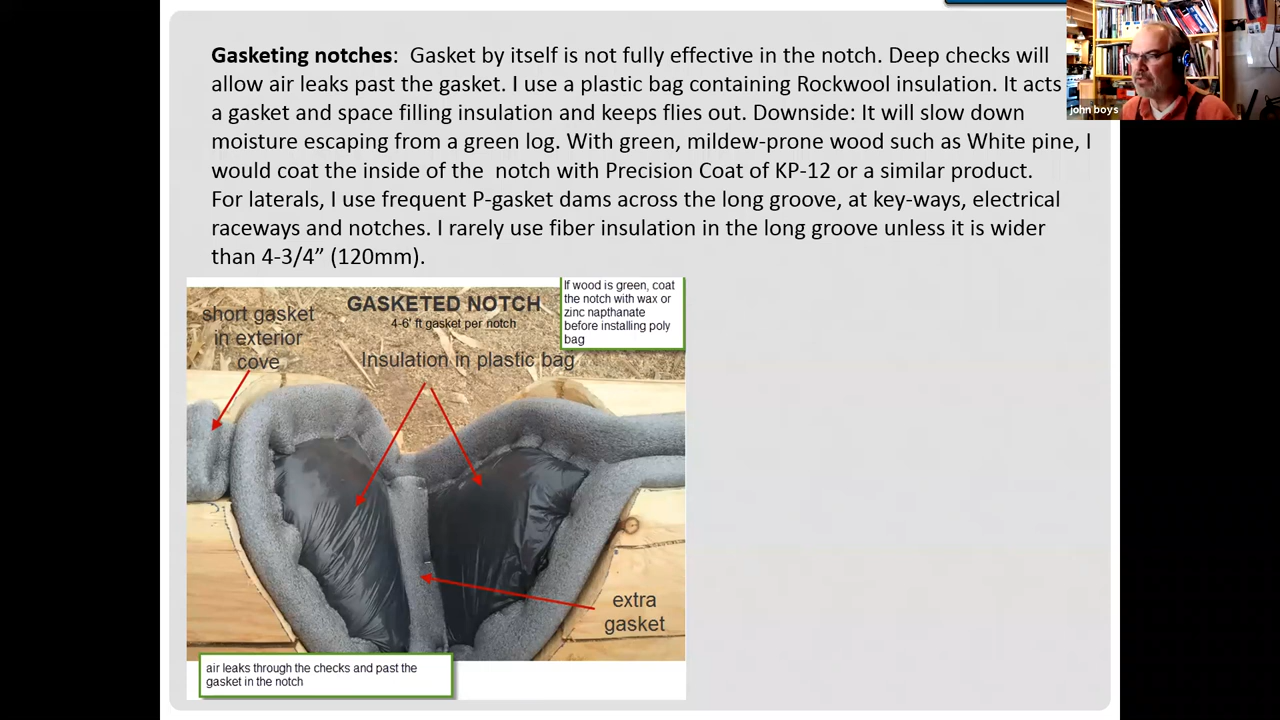 Gasketing notches:  Gasket by itself is not fully effective in the notch. Deep checks will
allow air leaks past the gasket. I use a plastic bag containing Rockwool insulation. It acts
a gasket and space filling insulation and keeps flies out. Downside: It will slow down
moisture escaping from a green log. With green, mildew-prone wood such as White pine, I
would coat the inside of the  notch with Precision Coat of KP-12 or a similar product.
For laterals, I use frequent P-gasket dams across the long groove, at key-ways, electrical
raceways and notches. I rarely use fiber insulation in the long groove unless it is wider
than 4-3/4” (120mm).
john boys
GASKETED NOTCH
4-6' ft gasket per notch
If wood is green, coat
the notch with wax or
zinc napthanate
before installing poly
bag
short gasket
in exterior
cove
Insulation in plastic bag
extra
gasket
air leaks through the checks and past the
gasket in the notch